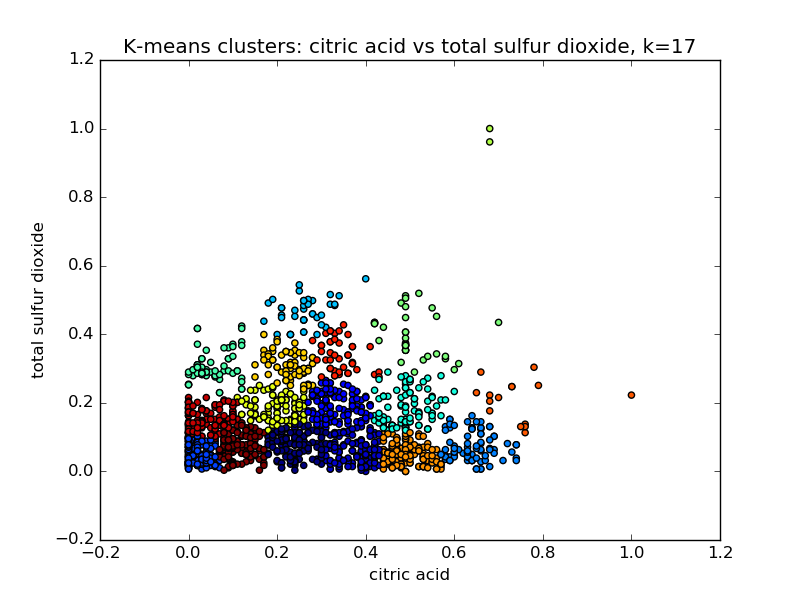 K-means clusters: citric acid vs total sulfur dioxide, k=17
1.2
1.0
0.8
0.6
0.4
0.2
0.0
−0.2
total sulfur dioxide
−0.2 0.0 0.2 0.4 0.6 0.8 1.0 1.2
citric acid